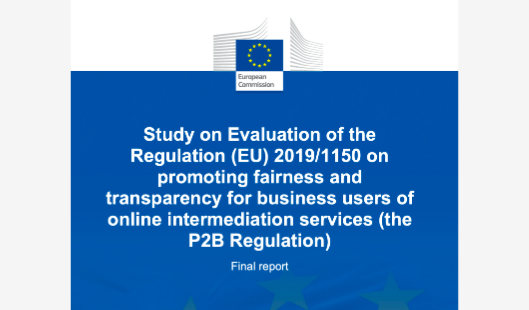 European
Commission
Study on Evaluation of the
Regulation (EU) 2019/1150 on
promoting fairness and
transparency for business users of
online intermediation services (the
P2B Regulation)
Final report